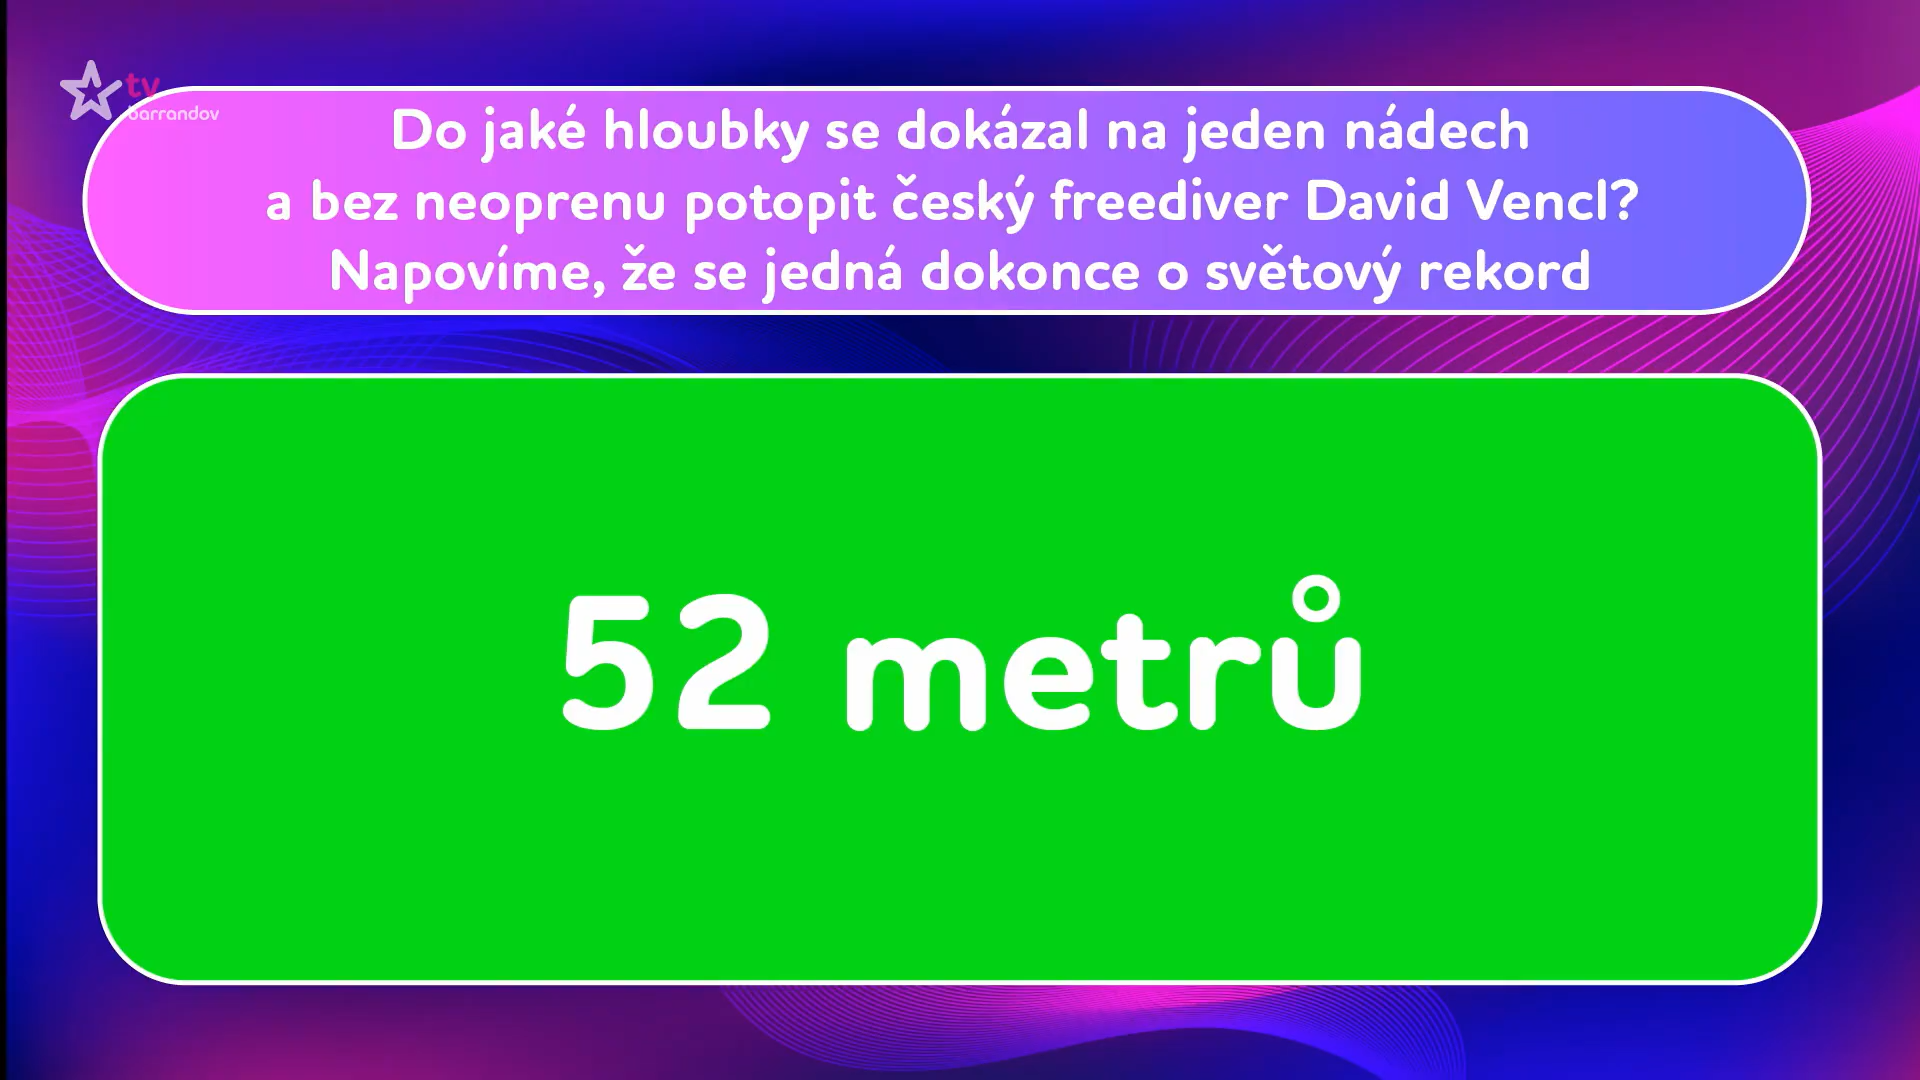 tv
barrandov
Do jaké hloubky se dokázal na jeden nádech
a bez neoprenu potopit český freediver David Vencl?
Napovíme, že se jedná dokonce o světový rekord
52 metrů